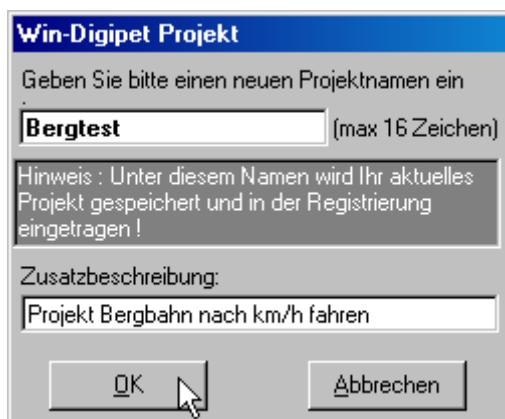 Win-Digipet Projekt
Geben Sie bitte einen neuen Projektnamen ein
:
Bergtest (max 16 Zeichen)
Hinweis : Unter diesem Namen wird Ihr aktuelles
Projekt gespeichert und in der Registrierung
eingetragen !
Zusatzbeschreibung:
Projekt Bergbahn nach km/h fahren
OK Abbrechen